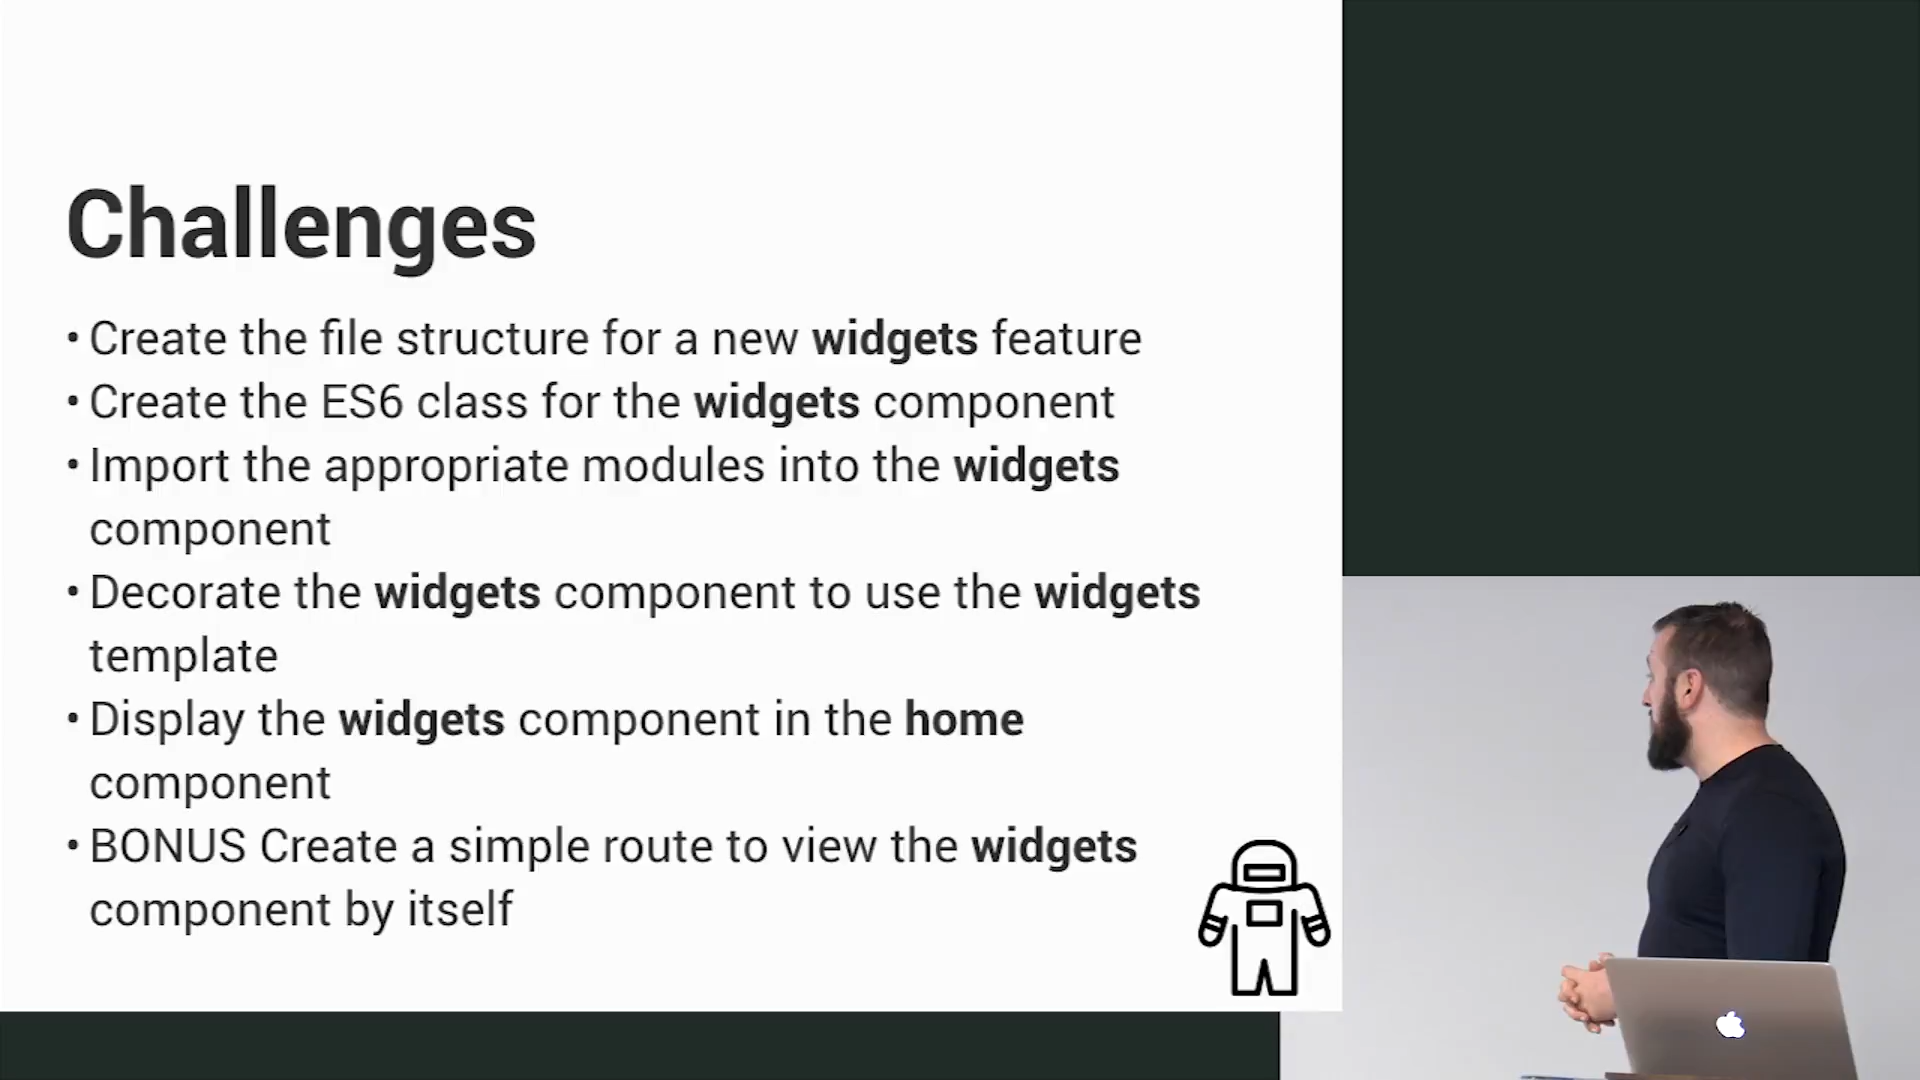 Challenges
• Create the file structure for a new widgets feature
• Create the ES6 class for the widgets component
• Import the appropriate modules into the widgets
component
• Decorate the widgets component to use the widgets
template
• Display the widgets component in the home
component
• BONUS Create a simple route to view the widgets
component by itself